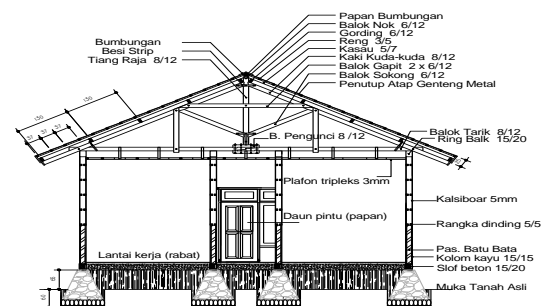 Papan Bumbungan
Balok Nok 6/12
Gording 6/12
Reng 3/5
Kasau 5/7
Kaki Kuda-kuda 8/12
Balok Gapit 2 x 6/12
Balok Sokong 6/12
Penutup Atap Genteng Metal
Bumbungan
Besi Strip
Tiang Raja 8/12
B. Pengunci 8 /12
Balok Tarik 8/12
Ring Balk 15/20
Plafon tripleks 3mm
Kalsiboar 5mm
Daun pintu (papan)
Rangka dinding 5/5
Lantai kerja (rabat)
Pas. Batu Bata
Kolom kayu 15/15
Slof beton 15/20
Muka Tanah Asli